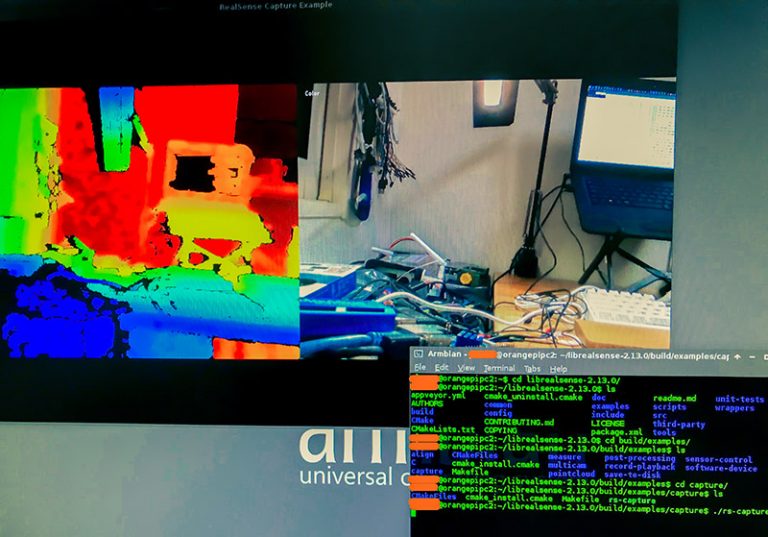 RealSense Capture Example
Color
Armbian - @orangepipc2: ~/librealsense-2.13.0/build/examples/cap
File Edit View Terminal Tabs Help
@orangepipc2:~$ cd librealsense-2.13.0/
@orangepipc2:~/librealsense-2.13.0$ ls
appveyor.yml cmake_uninstall.cmake doc readme.md unit-tests
AUTHORS common examples scripts wrappers
build config include src
CMake CONTRIBUTING.md LICENSE third-party
CMakeLists.txt COPYING package.xml tools
@orangepipc2:~/librealsense-2.13.0$ cd build/examples/
@orangepipc2:~/librealsense-2.13.0/build/examples$ ls
align CMakeFiles measure post-precessing sensor-control
C cmake_install.cmake multicam record-playback software-device
capture Makefile pointcloud save-to-disk
@orangepipc2:~/librealsense-2.13.0/build/examples$ cd capture/
@orangepipc2:~/librealsense-2.13.0/build/examples/capture$ ls
CMakeFiles cmake_install.cmake Makefile rs-capture
@orangepipc2:~/librealsense-2.13.0/build/examples/capture$ ./rs-capture
universal